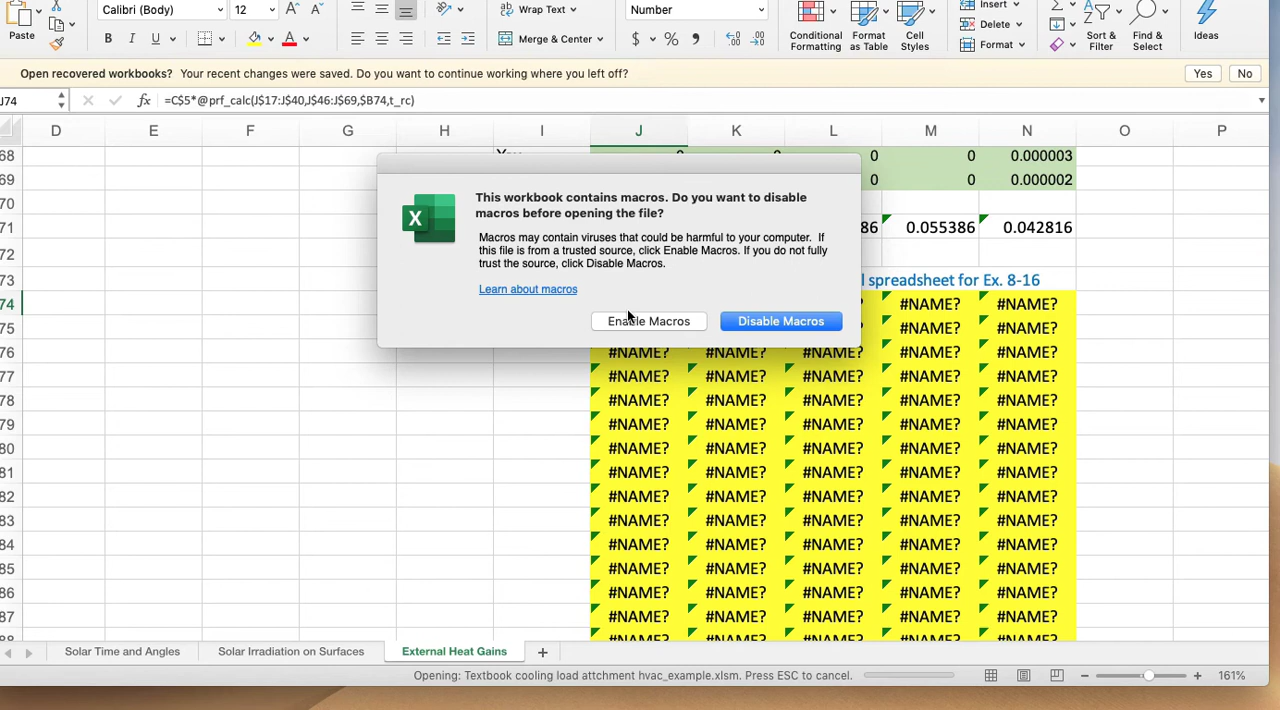 Calibri (Body) 12 Wrap Text Number Insert
Paste B I U Merge & Center $ % Conditional Formatting Format as Table Cell Styles Delete Format Sort & Filter Find & Select Ideas
Open recovered workbooks? Your recent changes were saved. Do you want to continue working where you left off? Yes No
J74 fx =C$5*@prf_calc(J$17:J$40,J$46:J$69,$B74,t_rc)
D E F G H I J K L M N O P
68 0 0 0.000003
69 0 0 0.000002
70
71 86 0.055386 0.042816
72
73 l spreadsheet for Ex. 8-16
This workbook contains macros. Do you want to disable
macros before opening the file?
Macros may contain viruses that could be harmful to your computer. If
this file is from a trusted source, click Enable Macros. If you do not fully
trust the source, click Disable Macros.
Learn about macros
Enable Macros Disable Macros
74 #NAME? #NAME?
75 #NAME? #NAME?
76 #NAME? #NAME? #NAME? #NAME? #NAME?
77 #NAME? #NAME? #NAME? #NAME? #NAME?
78 #NAME? #NAME? #NAME? #NAME? #NAME?
79 #NAME? #NAME? #NAME? #NAME? #NAME?
80 #NAME? #NAME? #NAME? #NAME? #NAME?
81 #NAME? #NAME? #NAME? #NAME? #NAME?
82 #NAME? #NAME? #NAME? #NAME? #NAME?
83 #NAME? #NAME? #NAME? #NAME? #NAME?
84 #NAME? #NAME? #NAME? #NAME? #NAME?
85 #NAME? #NAME? #NAME? #NAME? #NAME?
86 #NAME? #NAME? #NAME? #NAME? #NAME?
87 #NAME? #NAME? #NAME? #NAME? #NAME?
88 #NAME? #NAME? #NAME? #NAME? #NAME?
Solar Time and Angles Solar Irradiation on Surfaces External Heat Gains +
Opening: Textbook cooling load attchment hvac_example.xlsm. Press ESC to cancel. 161%